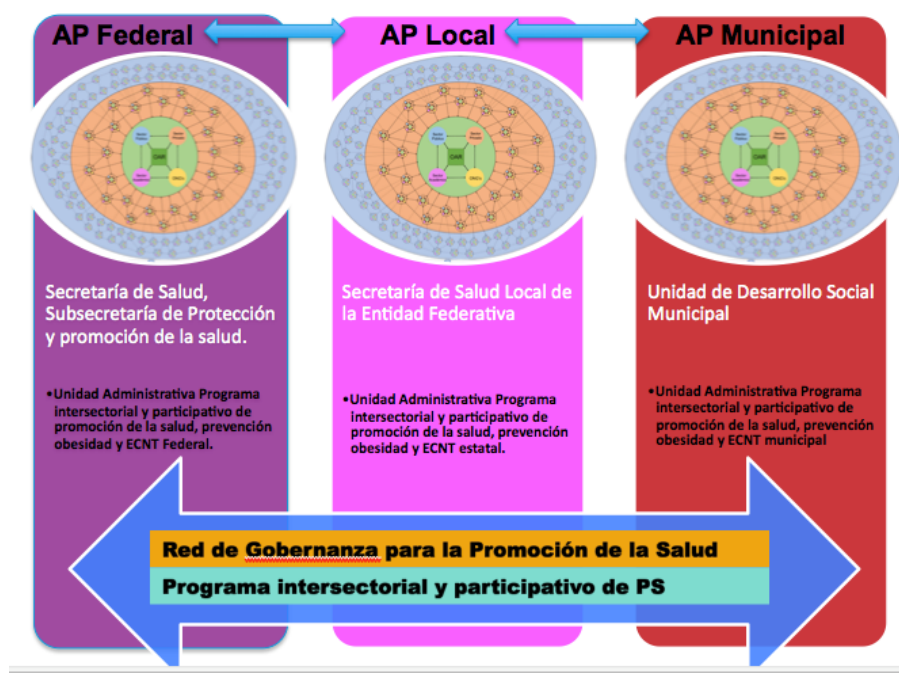 AP Federal
AP Local
AP Municipal
Secretaría de Salud,
Subsecretaría de Protección
y promoción de la salud.
•Unidad Administrativa Programa
intersectorial y participativo de
promoción de la salud, prevención
obesidad y ECNT Federal.
Secretaría de Salud Local de
la Entidad Federativa
•Unidad Administrativa Programa
intersectorial y participativo de
promoción de la salud, prevención
obesidad y ECNT estatal.
Unidad de Desarrollo Social
Municipal
•Unidad Administrativa Programa
intersectorial y participativo de
promoción de la salud, prevención
obesidad y ECNT municipal
Red de Gobernanza para la Promoción de la Salud
Programa intersectorial y participativo de PS